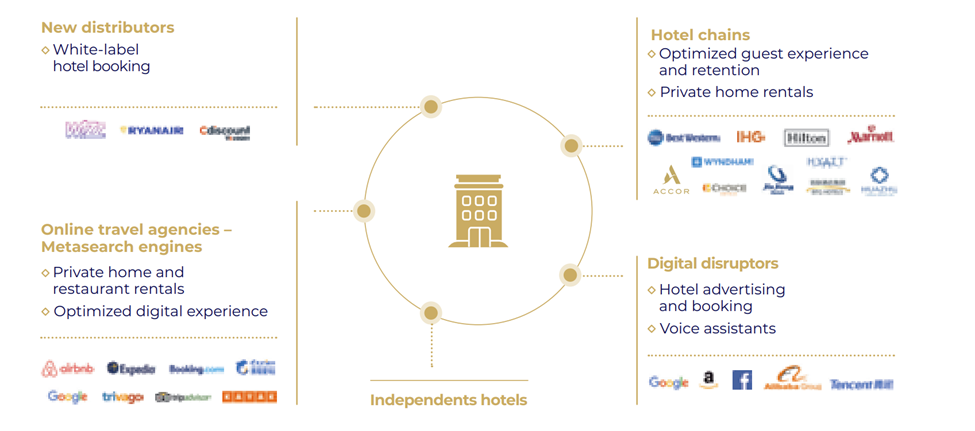 New distributors
White-label
hotel booking
RYANAIR
Cdiscount
Online travel agencies –
Metasearch engines
Private home and
restaurant rentals
Optimized digital experience
airbnb
Expedia
Booking.com
Google
trivago
tripadvisor
KAYAK
Independents hotels
Hotel chains
Optimized guest experience
and retention
Private home rentals
Best Western
IHG
Hilton
Marriott
WYNDHAM
HYATT
ACCOR
CHOICE
HUAZHU
Digital disruptors
Hotel advertising
and booking
Voice assistants
Google
a
f
Alibaba Group
Tencent